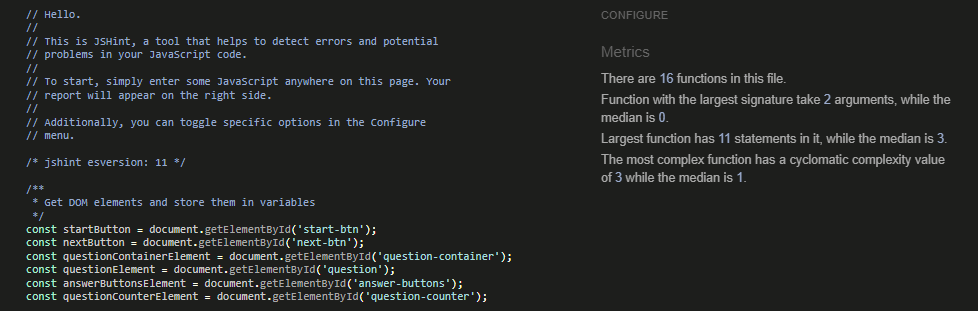 // Hello.
//
// This is JSHint, a tool that helps to detect errors and potential
// problems in your JavaScript code.
//
// To start, simply enter some JavaScript anywhere on this page. Your
// report will appear on the right side.
//
// Additionally, you can toggle specific options in the Configure
// menu.
/* jshint esversion: 11 */
/**
 * Get DOM elements and store them in variables
 */
const startButton = document.getElementById('start-btn');
const nextButton = document.getElementById('next-btn');
const questionContainerElement = document.getElementById('question-container');
const questionElement = document.getElementById('question');
const answerButtonsElement = document.getElementById('answer-buttons');
const questionCounterElement = document.getElementById('question-counter');
CONFIGURE
Metrics
There are 16 functions in this file.
Function with the largest signature take 2 arguments, while the
median is 0.
Largest function has 11 statements in it, while the median is 3.
The most complex function has a cyclomatic complexity value
of 3 while the median is 1.